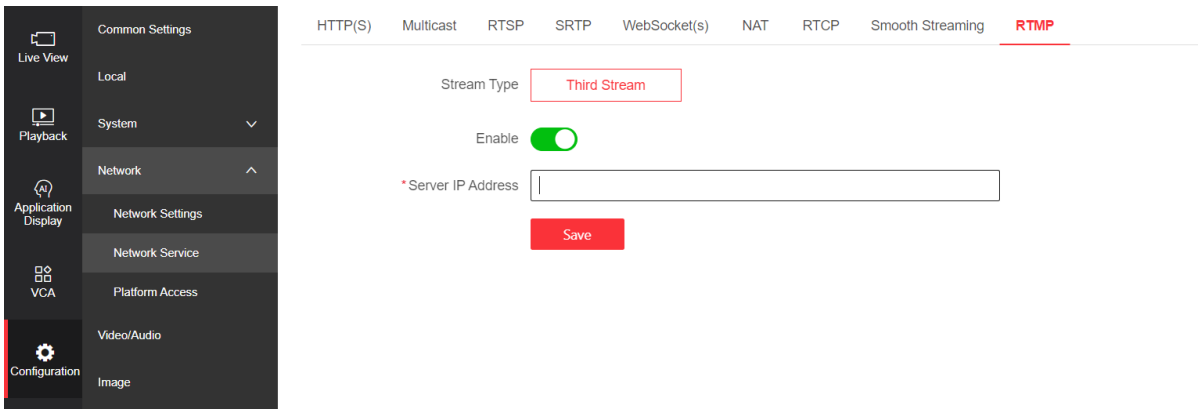 Live View
Playback
AI
Application
Display
VCA
Configuration
Common Settings
Local
System
Network
Network Settings
Network Service
Platform Access
Video/Audio
Image
HTTP(S) Multicast RTSP SRTP WebSocket(s) NAT RTCP Smooth Streaming RTMP
Stream Type Third Stream
Enable
*Server IP Address
Save